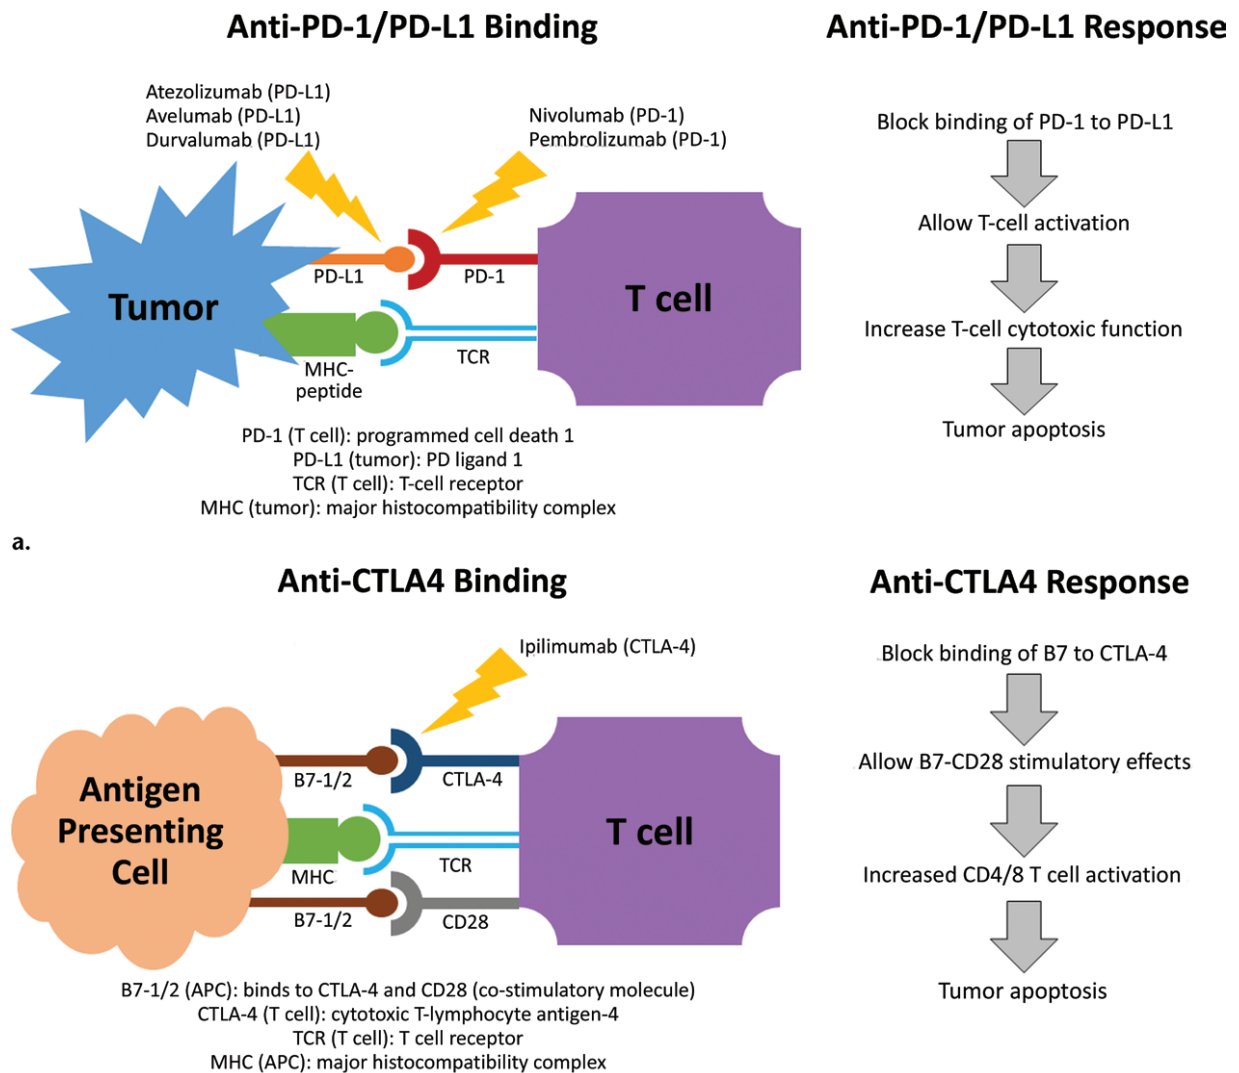 Anti-PD-1/PD-L1 Binding
Atezolizumab (PD-L1)
Avelumab (PD-L1)
Durvalumab (PD-L1)
Nivolumab (PD-1)
Pembrolizumab (PD-1)
Tumor
PD-L1
PD-1
T cell
MHC-
peptide
TCR
PD-1 (T cell): programmed cell death 1
PD-L1 (tumor): PD ligand 1
TCR (T cell): T-cell receptor
MHC (tumor): major histocompatibility complex
Anti-PD-1/PD-L1 Response
Block binding of PD-1 to PD-L1
Allow T-cell activation
Increase T-cell cytotoxic function
Tumor apoptosis
a.
Anti-CTLA4 Binding
Ipilimumab (CTLA-4)
Antigen
Presenting
Cell
B7-1/2
CTLA-4
MHC
TCR
T cell
B7-1/2
CD28
B7-1/2 (APC): binds to CTLA-4 and CD28 (co-stimulatory molecule)
CTLA-4 (T cell): cytotoxic T-lymphocyte antigen-4
TCR (T cell): T cell receptor
MHC (APC): major histocompatibility complex
Anti-CTLA4 Response
Block binding of B7 to CTLA-4
Allow B7-CD28 stimulatory effects
Increased CD4/8 T cell activation
Tumor apoptosis